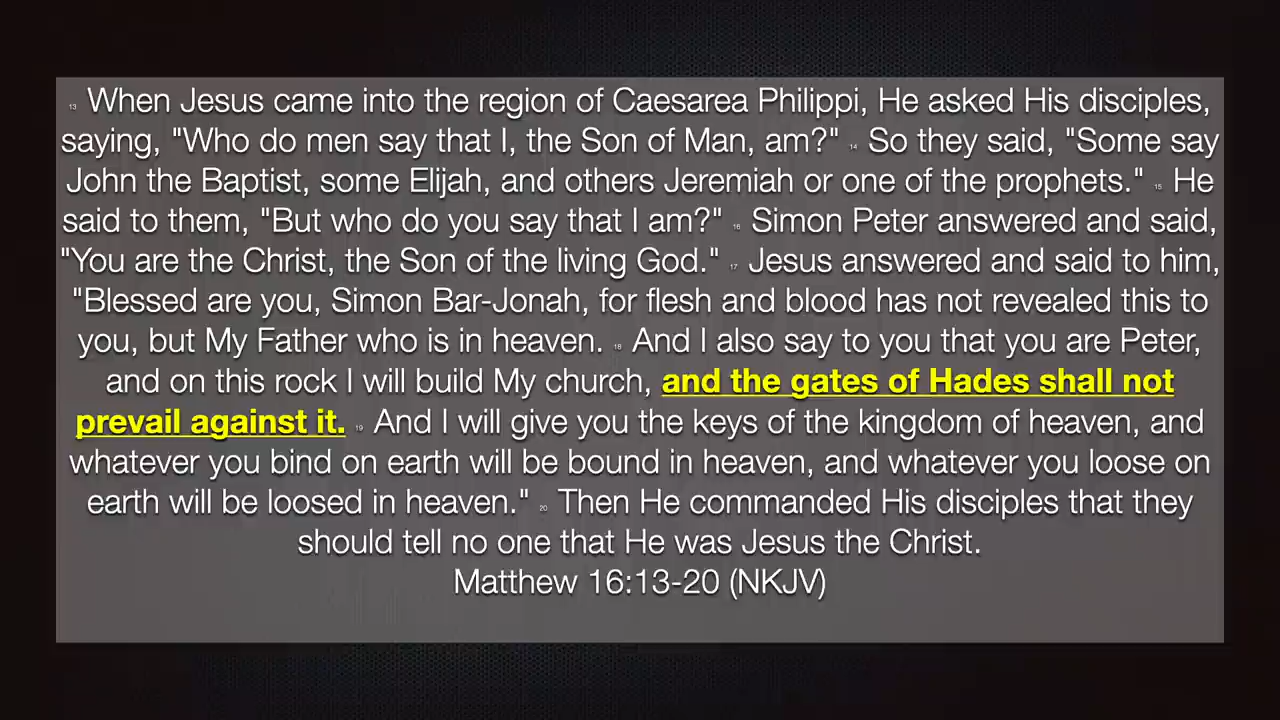 13 When Jesus came into the region of Caesarea Philippi, He asked His disciples,
saying, "Who do men say that I, the Son of Man, am?" 14 So they said, "Some say
John the Baptist, some Elijah, and others Jeremiah or one of the prophets." 15 He
said to them, "But who do you say that I am?" 16 Simon Peter answered and said,
"You are the Christ, the Son of the living God." 17 Jesus answered and said to him,
"Blessed are you, Simon Bar-Jonah, for flesh and blood has not revealed this to
you, but My Father who is in heaven. 18 And I also say to you that you are Peter,
and on this rock I will build My church, and the gates of Hades shall not
prevail against it. 19 And I will give you the keys of the kingdom of heaven, and
whatever you bind on earth will be bound in heaven, and whatever you loose on
earth will be loosed in heaven." 20 Then He commanded His disciples that they
should tell no one that He was Jesus the Christ.
Matthew 16:13-20 (NKJV)